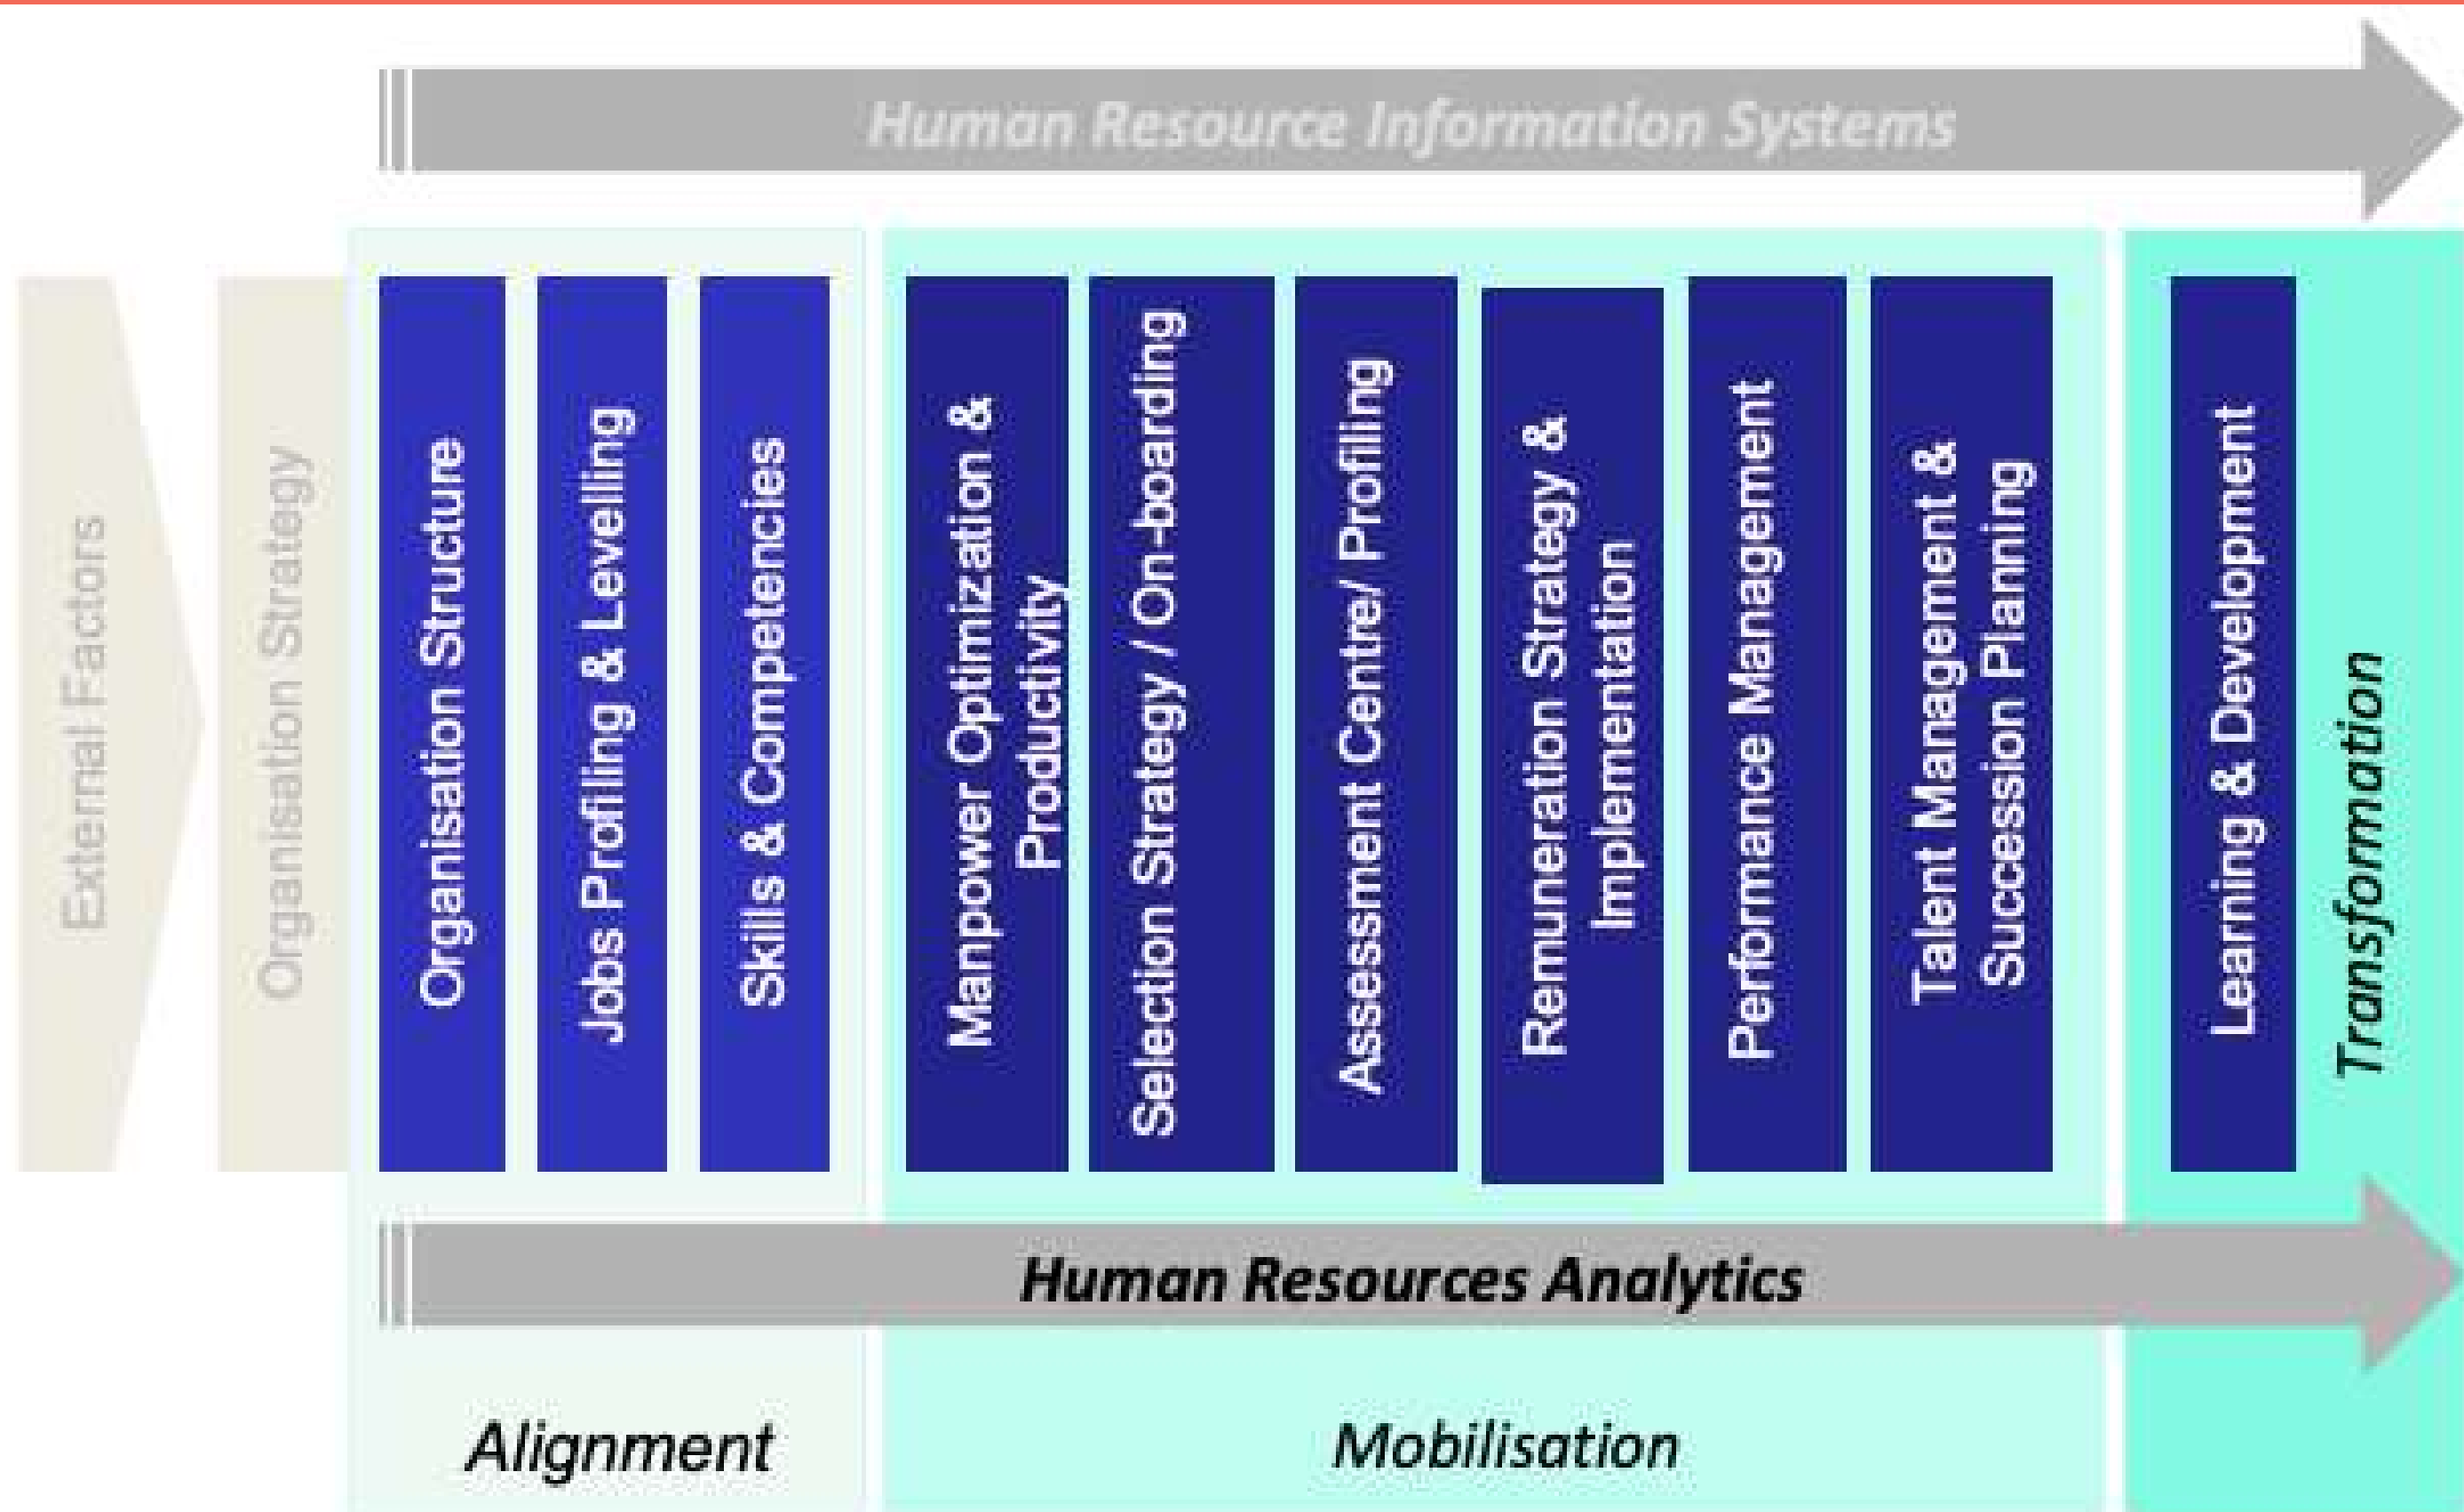 Human Resource Information Systems
External Factors
Organisation Strategy
Organisation Structure
Jobs Profiling & Levelling
Skills & Competencies
Manpower Optimization &
Productivity
Selection Strategy / On-boarding
Assessment Centre/ Profiling
Remuneration Strategy &
Implementation
Performance Management
Talent Management &
Succession Planning
Learning & Development
Transformation
Human Resources Analytics
Alignment
Mobilisation